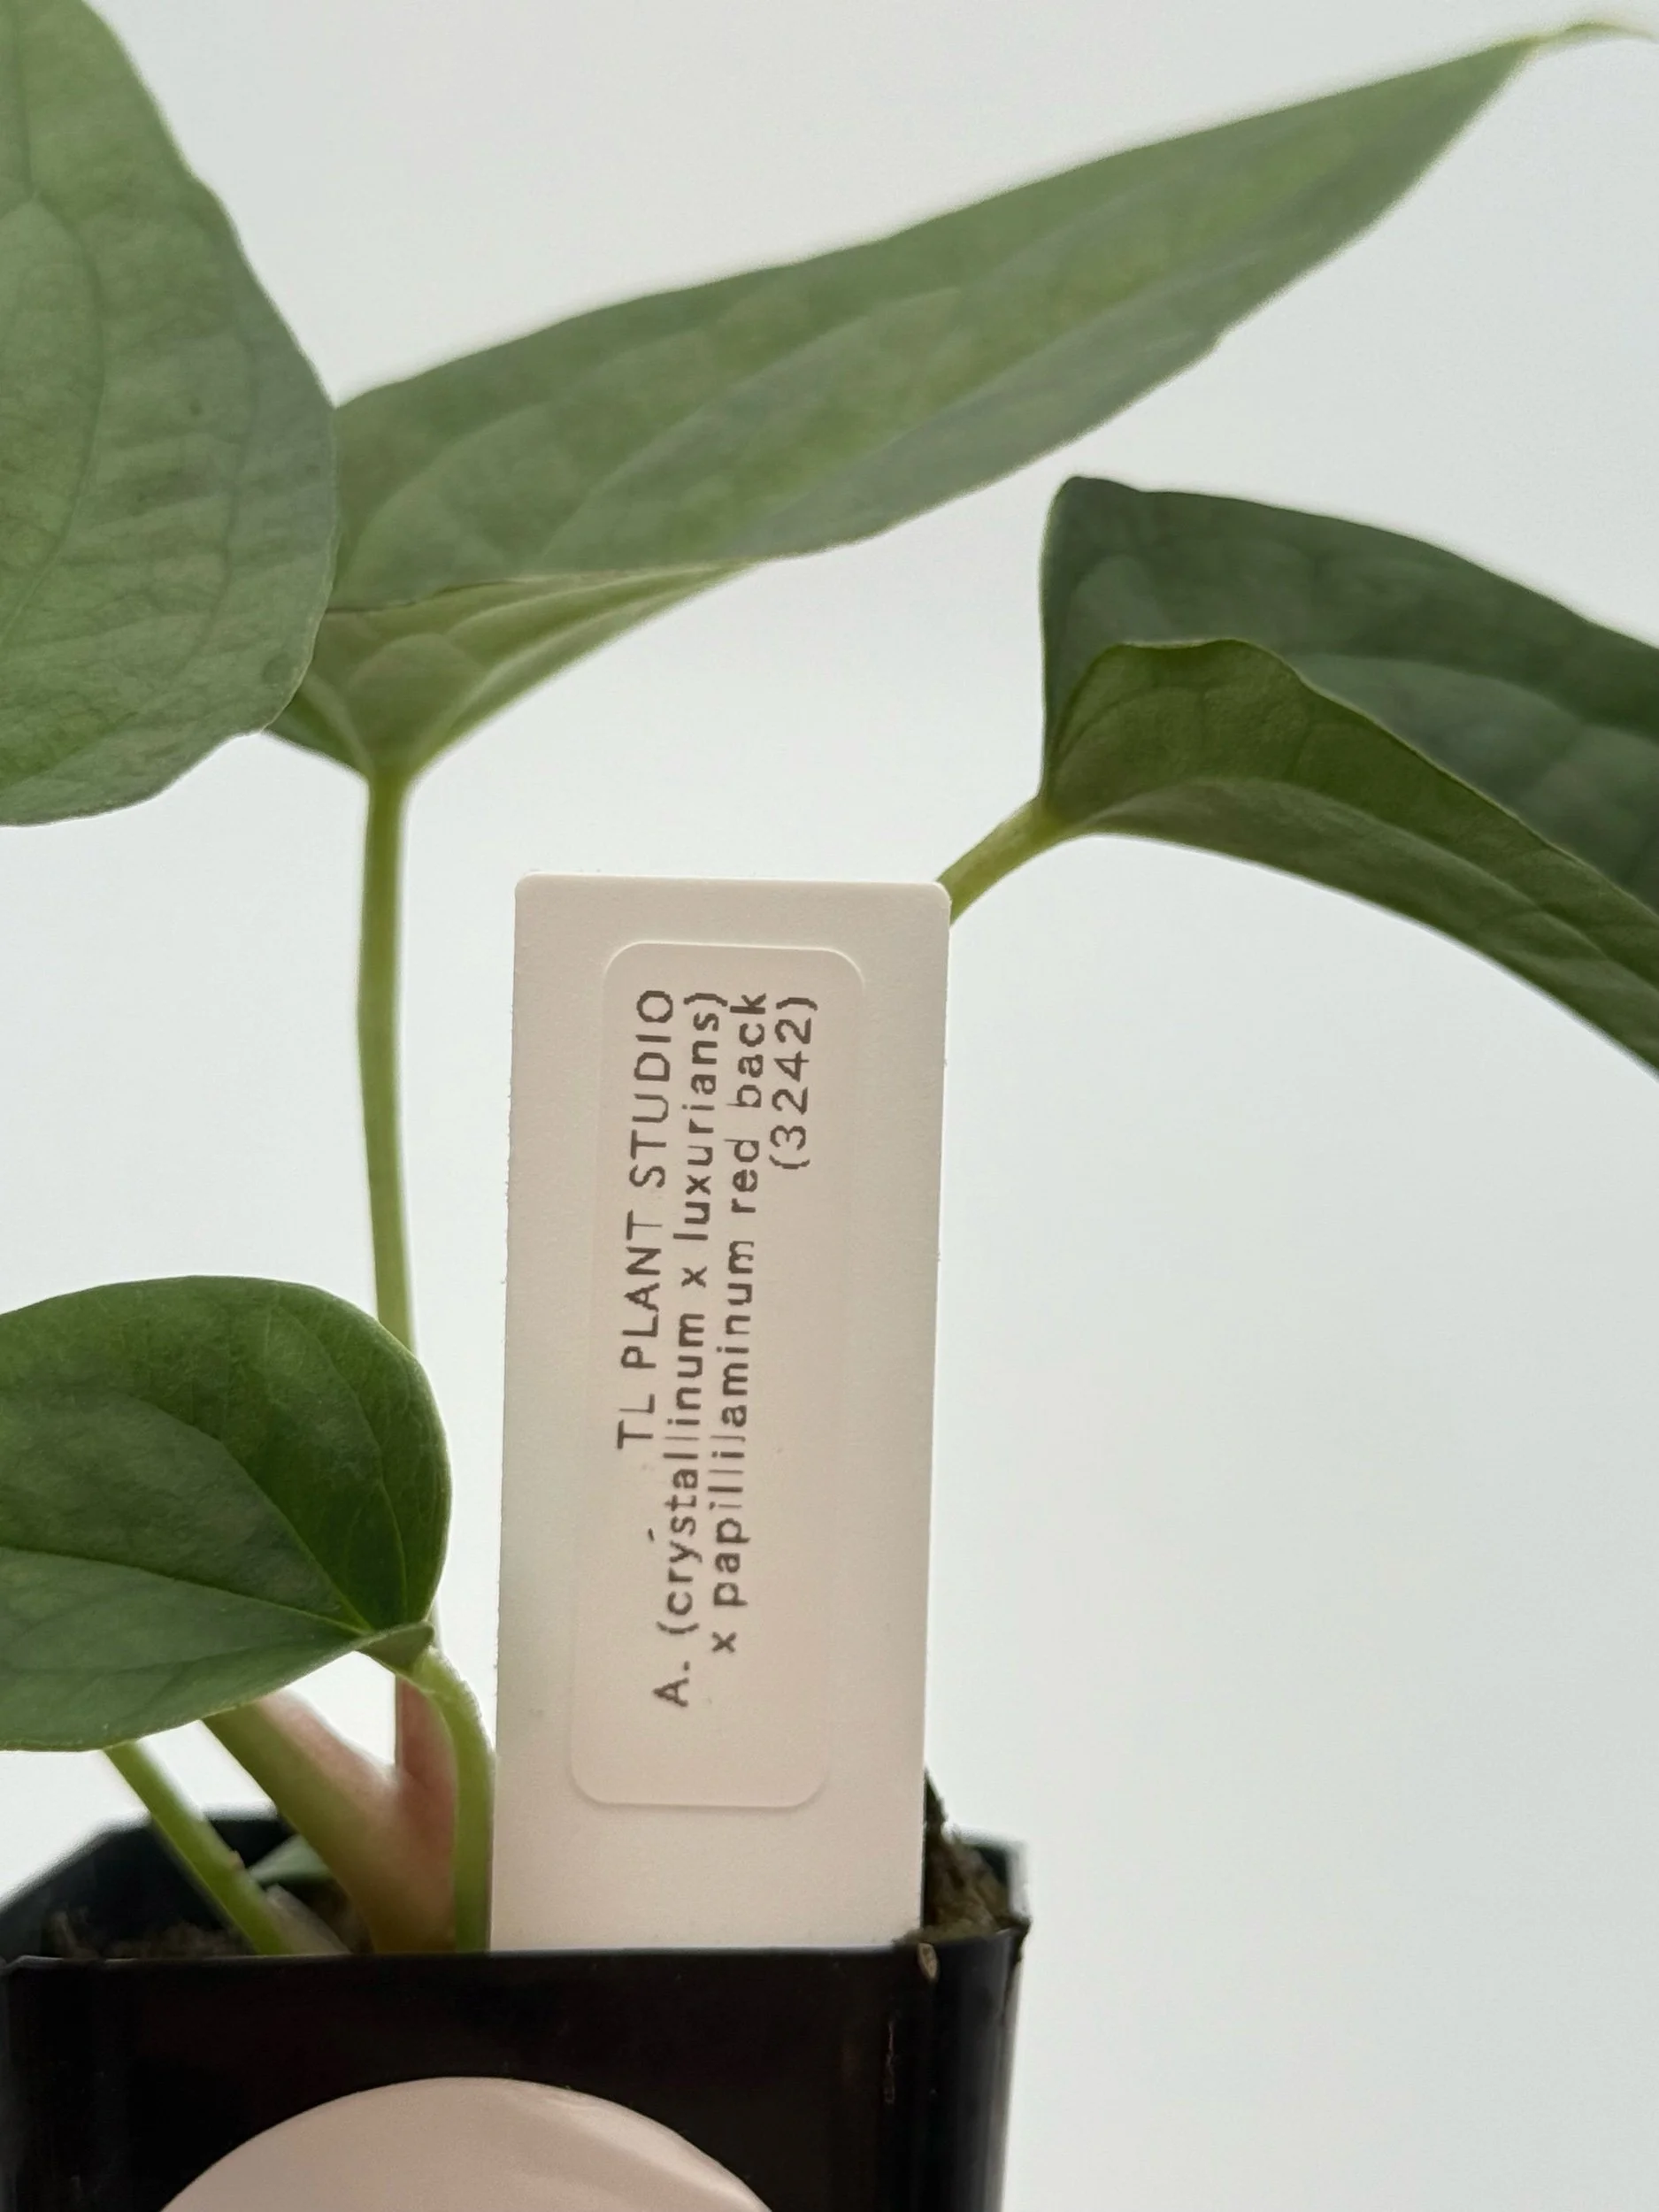 TL PLANT STUDIO
A. (crystallinum x luxurians)
x papillilaminum red back
(3242)